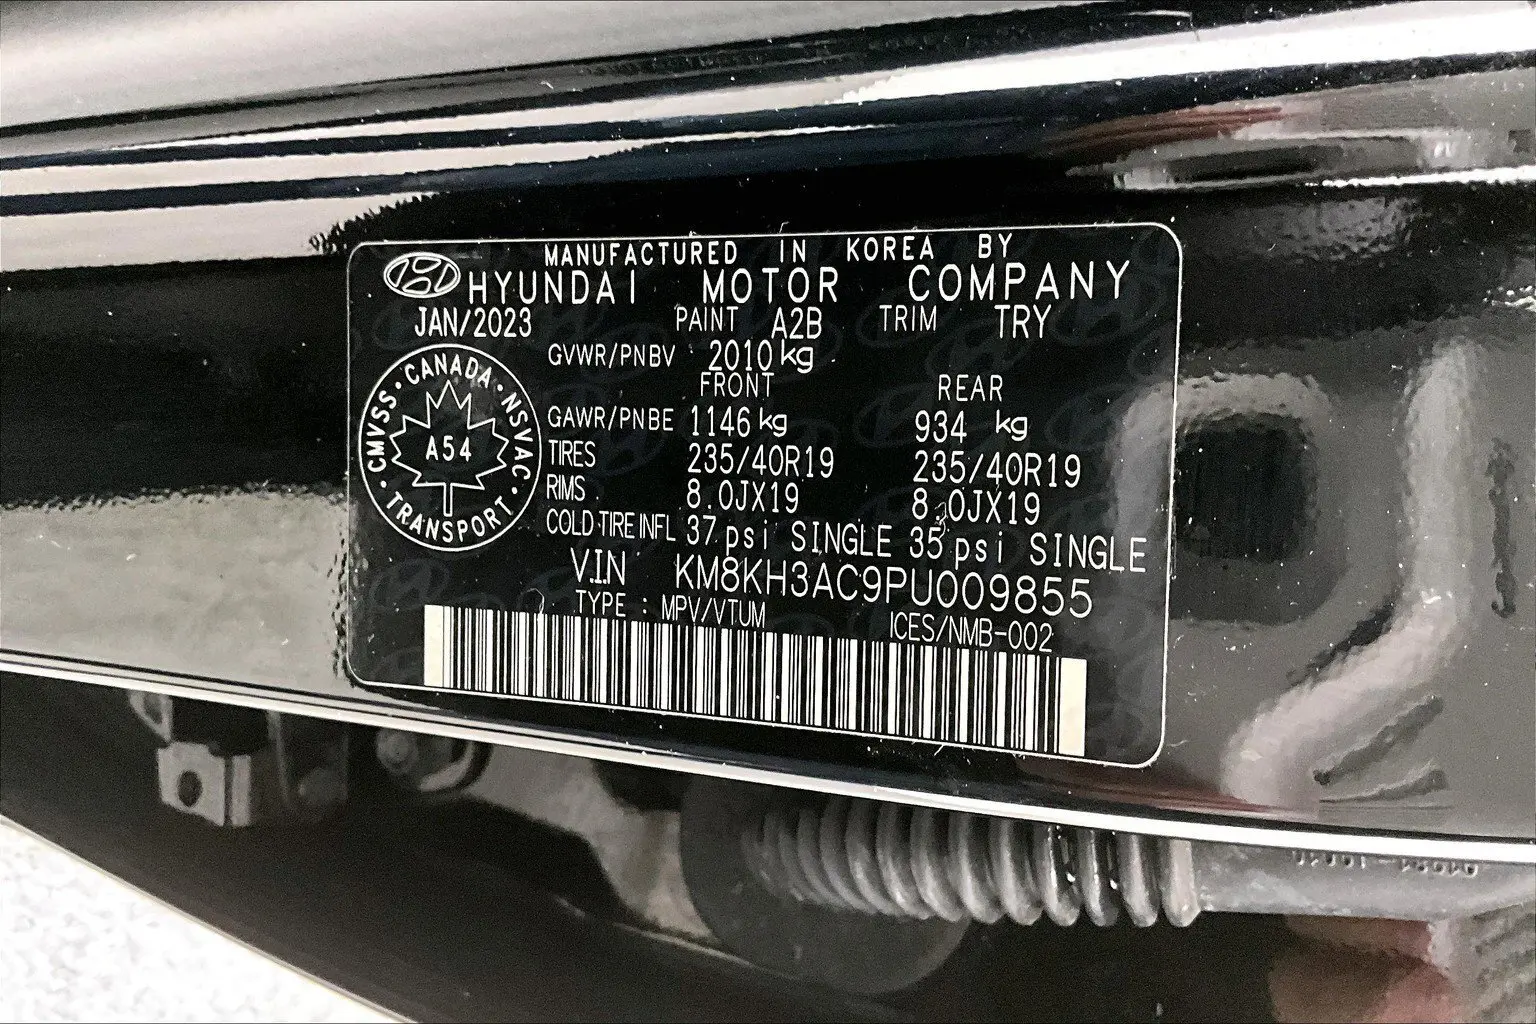 MANUFACTURED IN KOREA BY
HYUNDAI MOTOR COMPANY
JAN/2023 PAINT A2B TRIM TRY
GVWR/PNBV 2010 kg
FRONT REAR
GAWR/PNBE 1146 kg 934 kg
TIRES 235/40R19 235/40R19
RIMS 8.0JX19 8.0JX19
COLD TIRE INFL 37 psi SINGLE 35 psi SINGLE
V.I.N KM8KH3AC9PU009855
TYPE : MPV/VTUM ICES/NMB-002
CMVSS · CANADA · NSVAC · TRANSPORT ·
A54